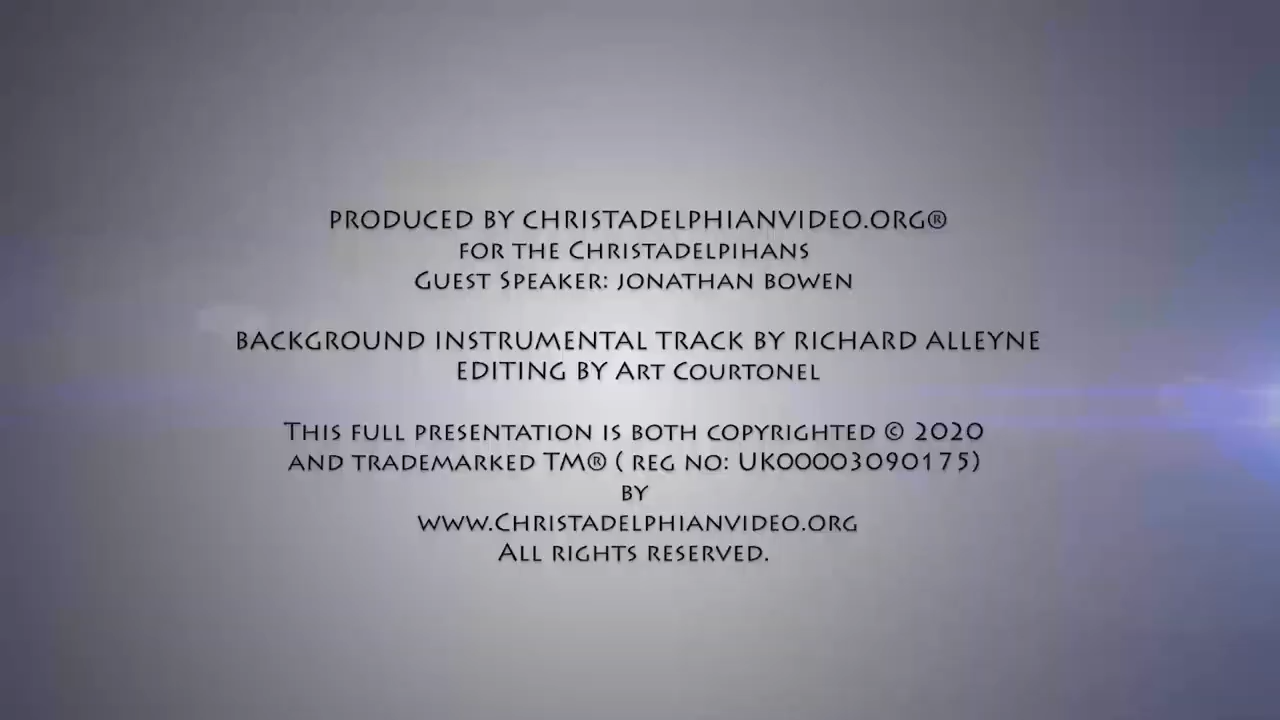 PRODUCED BY CHRISTADELPHIANVIDEO.ORG®
FOR THE CHRISTADELPIHANS
GUEST SPEAKER: JONATHAN BOWEN
BACKGROUND INSTRUMENTAL TRACK BY RICHARD ALLEYNE
EDITING BY ART COURTONEL
THIS FULL PRESENTATION IS BOTH COPYRIGHTED © 2020
AND TRADEMARKED TM® ( REG NO: UK00003090175)
BY
WWW.CHRISTADELPHIANVIDEO.ORG
ALL RIGHTS RESERVED.